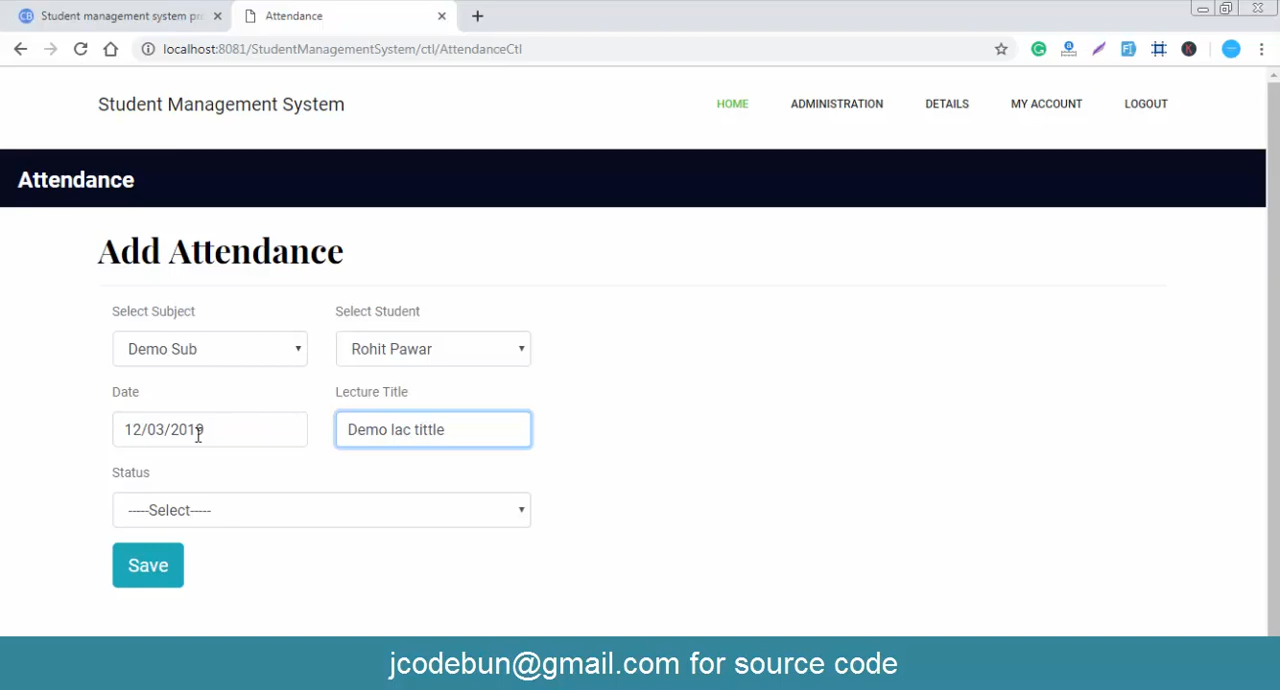 Student management system pr
Attendance
localhost:8081/StudentManagementSystem/ctl/AttendanceCtl
Student Management System
HOME
ADMINISTRATION
DETAILS
MY ACCOUNT
LOGOUT
Attendance
Add Attendance
Select Subject
Select Student
Demo Sub
Rohit Pawar
Date
Lecture Title
12/03/2019
Demo lac tittle
Status
-----Select-----
Save
jcodebun@gmail.com for source code